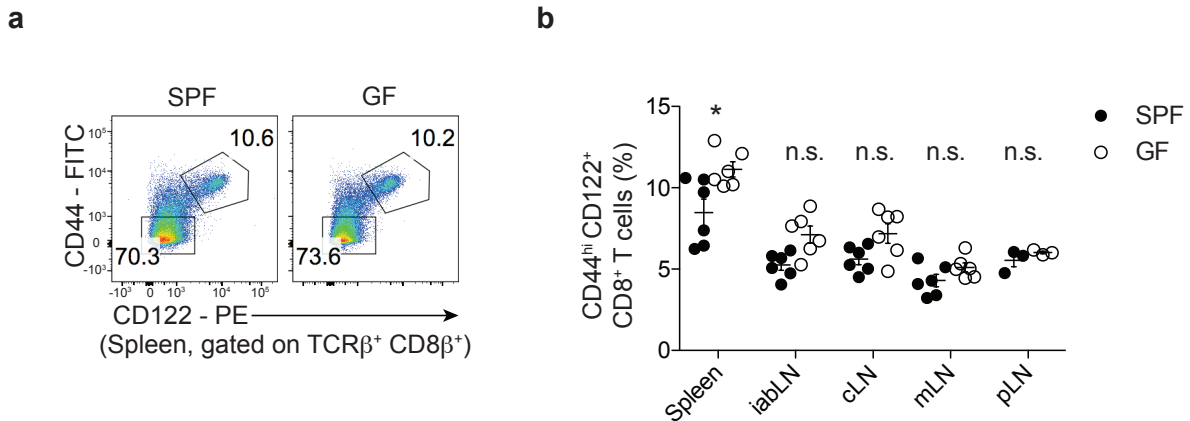 a
SPF
GF
CD44 - FITC
10⁵
10⁴
10³
0
-10³
10.6
70.3
10.2
73.6
-10³ 0 10³ 10⁴ 10⁵
CD122 - PE
(Spleen, gated on TCRβ⁺ CD8β⁺)
b
CD44ʰⁱ CD122⁺
CD8⁺ T cells (%)
15
10
5
0
*
n.s.
n.s.
n.s.
n.s.
SPF
GF
Spleen
iabLN
cLN
mLN
pLN